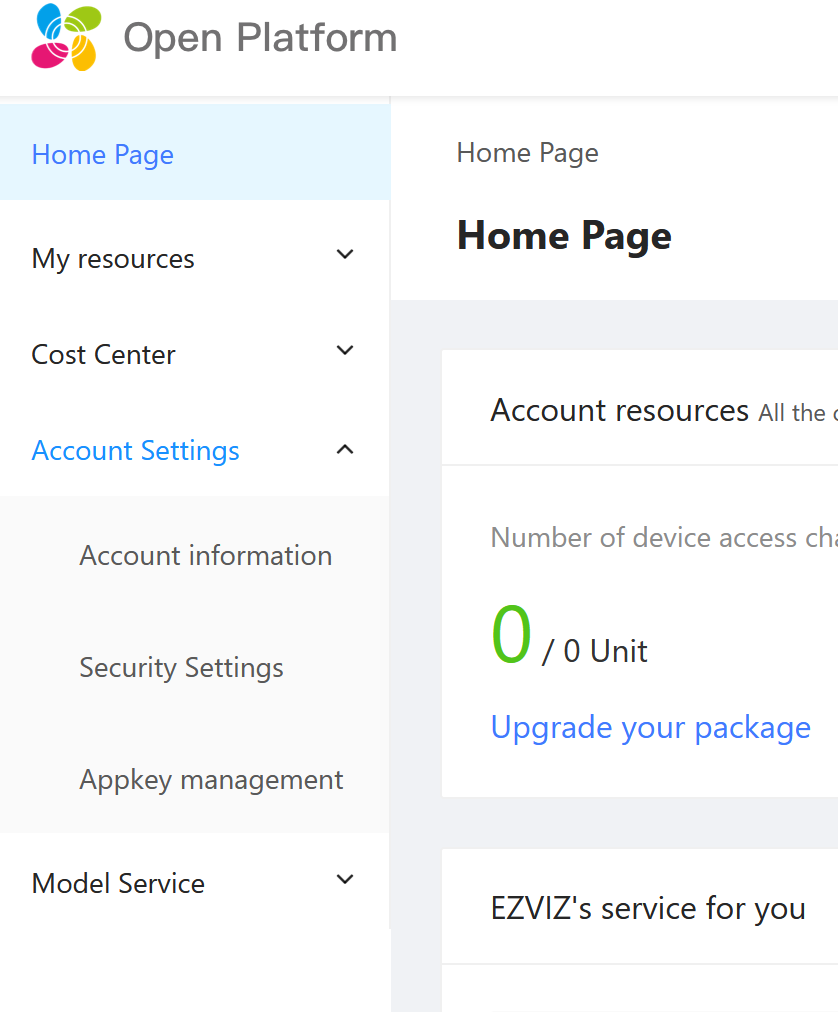 Open Platform
Home Page
My resources
Cost Center
Account Settings
Account information
Security Settings
Appkey management
Model Service
Home Page
Home Page
Account resources All the
Number of device access
0 / 0 Unit
Upgrade your package
EZVIZ's service for you